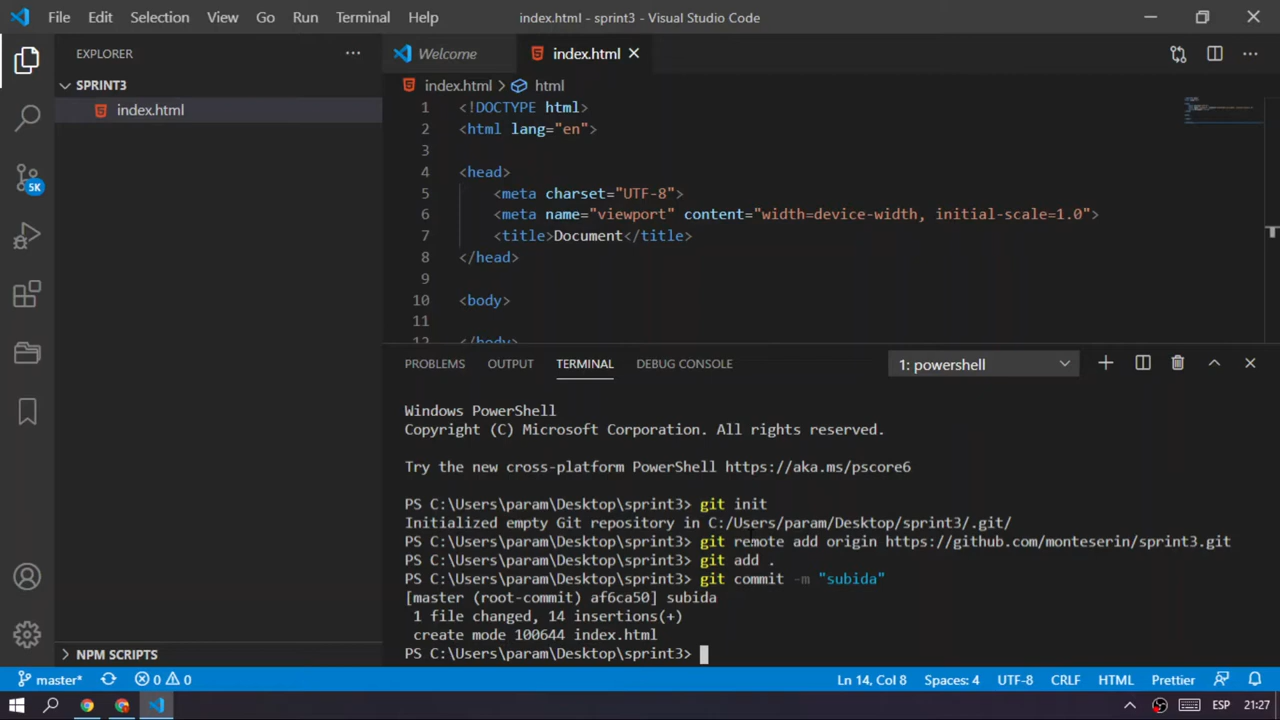 File Edit Selection View Go Run Terminal Help index.html - sprint3 - Visual Studio Code
EXPLORER
SPRINT3
index.html
5K
NPM SCRIPTS
Welcome
index.html
index.html html
1 <!DOCTYPE html>
2 <html lang="en">
3
4 <head>
5 <meta charset="UTF-8">
6 <meta name="viewport" content="width=device-width, initial-scale=1.0">
7 <title>Document</title>
8 </head>
9
10 <body>
11
12 </body>
PROBLEMS OUTPUT TERMINAL DEBUG CONSOLE 1: powershell
Windows PowerShell
Copyright (C) Microsoft Corporation. All rights reserved.
Try the new cross-platform PowerShell https://aka.ms/pscore6
PS C:\Users\param\Desktop\sprint3> git init
Initialized empty Git repository in C:/Users/param/Desktop/sprint3/.git/
PS C:\Users\param\Desktop\sprint3> git remote add origin https://github.com/monteserin/sprint3.git
PS C:\Users\param\Desktop\sprint3> git add .
PS C:\Users\param\Desktop\sprint3> git commit -m "subida"
[master (root-commit) af6ca50] subida
1 file changed, 14 insertions(+)
create mode 100644 index.html
PS C:\Users\param\Desktop\sprint3>
master* 0 0 Ln 14, Col 8 Spaces: 4 UTF-8 CRLF HTML Prettier
ESP 21:27